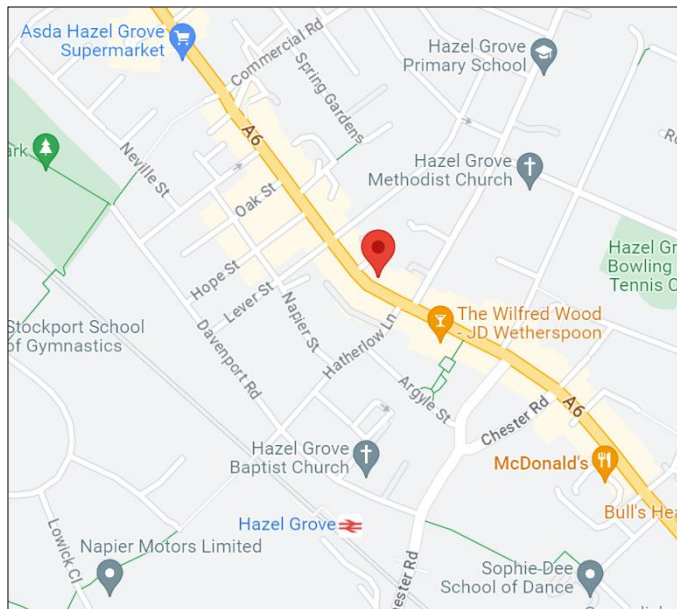 Asda Hazel Grove
Supermarket
Commercial Rd
Hazel Grove
Primary School
Spring Gardens
A6
Neville St
ark
Hazel Grove
Methodist Church
Oak St
Hazel Gr
Bowling
Tennis C
Hope St
Lever St
Napier St
The Wilfred Wood
- JD Wetherspoon
Stockport School
of Gymnastics
Davenport Rd
Hatherlow Ln
Argyle St
Chester Rd
A6
Hazel Grove
Baptist Church
McDonald's
Bull's Hea
Hazel Grove
Lowick Cl
Napier Motors Limited
hester Rd
Sophie-Dee
School of Dance